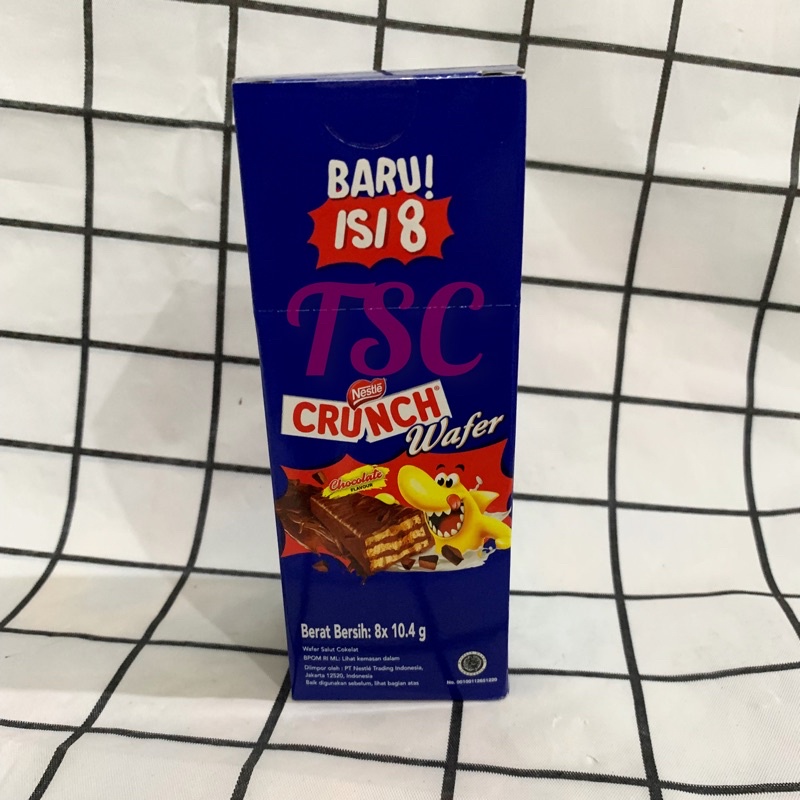 BARU!
ISI 8
TSC
Nestlé
CRUNCH®
Wafer
Chocolate
FLAVOUR
Berat Bersih: 8x 10.4 g
Wafer Salut Cokelat
BPOM RI ML: Lihat kemasan dalam
Diimpor oleh : PT Nestlé Trading Indonesia,
Jakarta 12520, Indonesia
Baik digunakan sebelum, lihat bagian atas